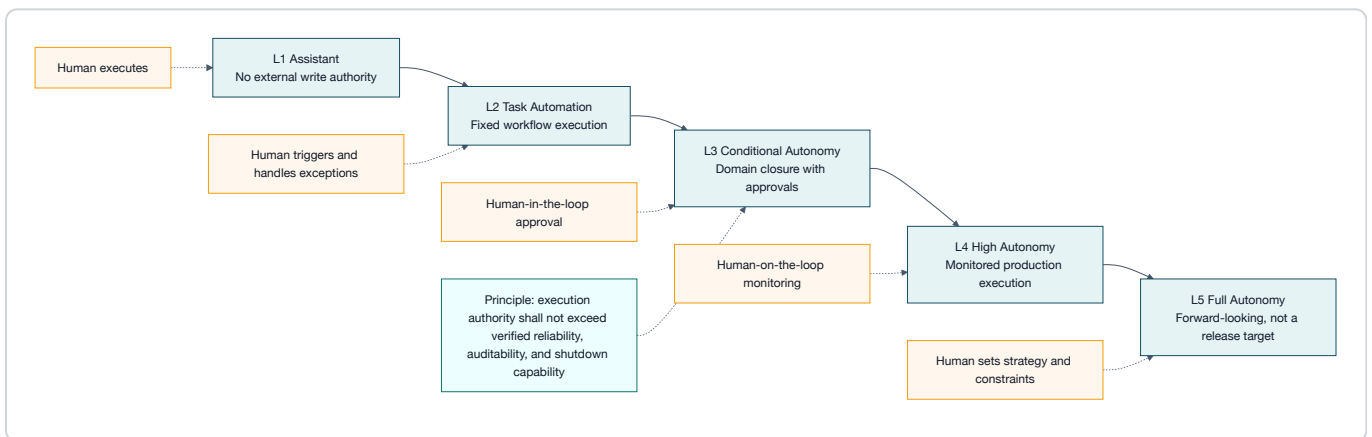 Human executes
L1 Assistant
No external write authority
L2 Task Automation
Fixed workflow execution
Human triggers and
handles exceptions
L3 Conditional Autonomy
Domain closure with
approvals
Human-in-the-loop
approval
L4 High Autonomy
Monitored production
execution
Human-on-the-loop
monitoring
Principle: execution
authority shall not exceed
verified reliability,
auditability, and shutdown
capability
L5 Full Autonomy
Forward-looking, not a
release target
Human sets strategy and
constraints